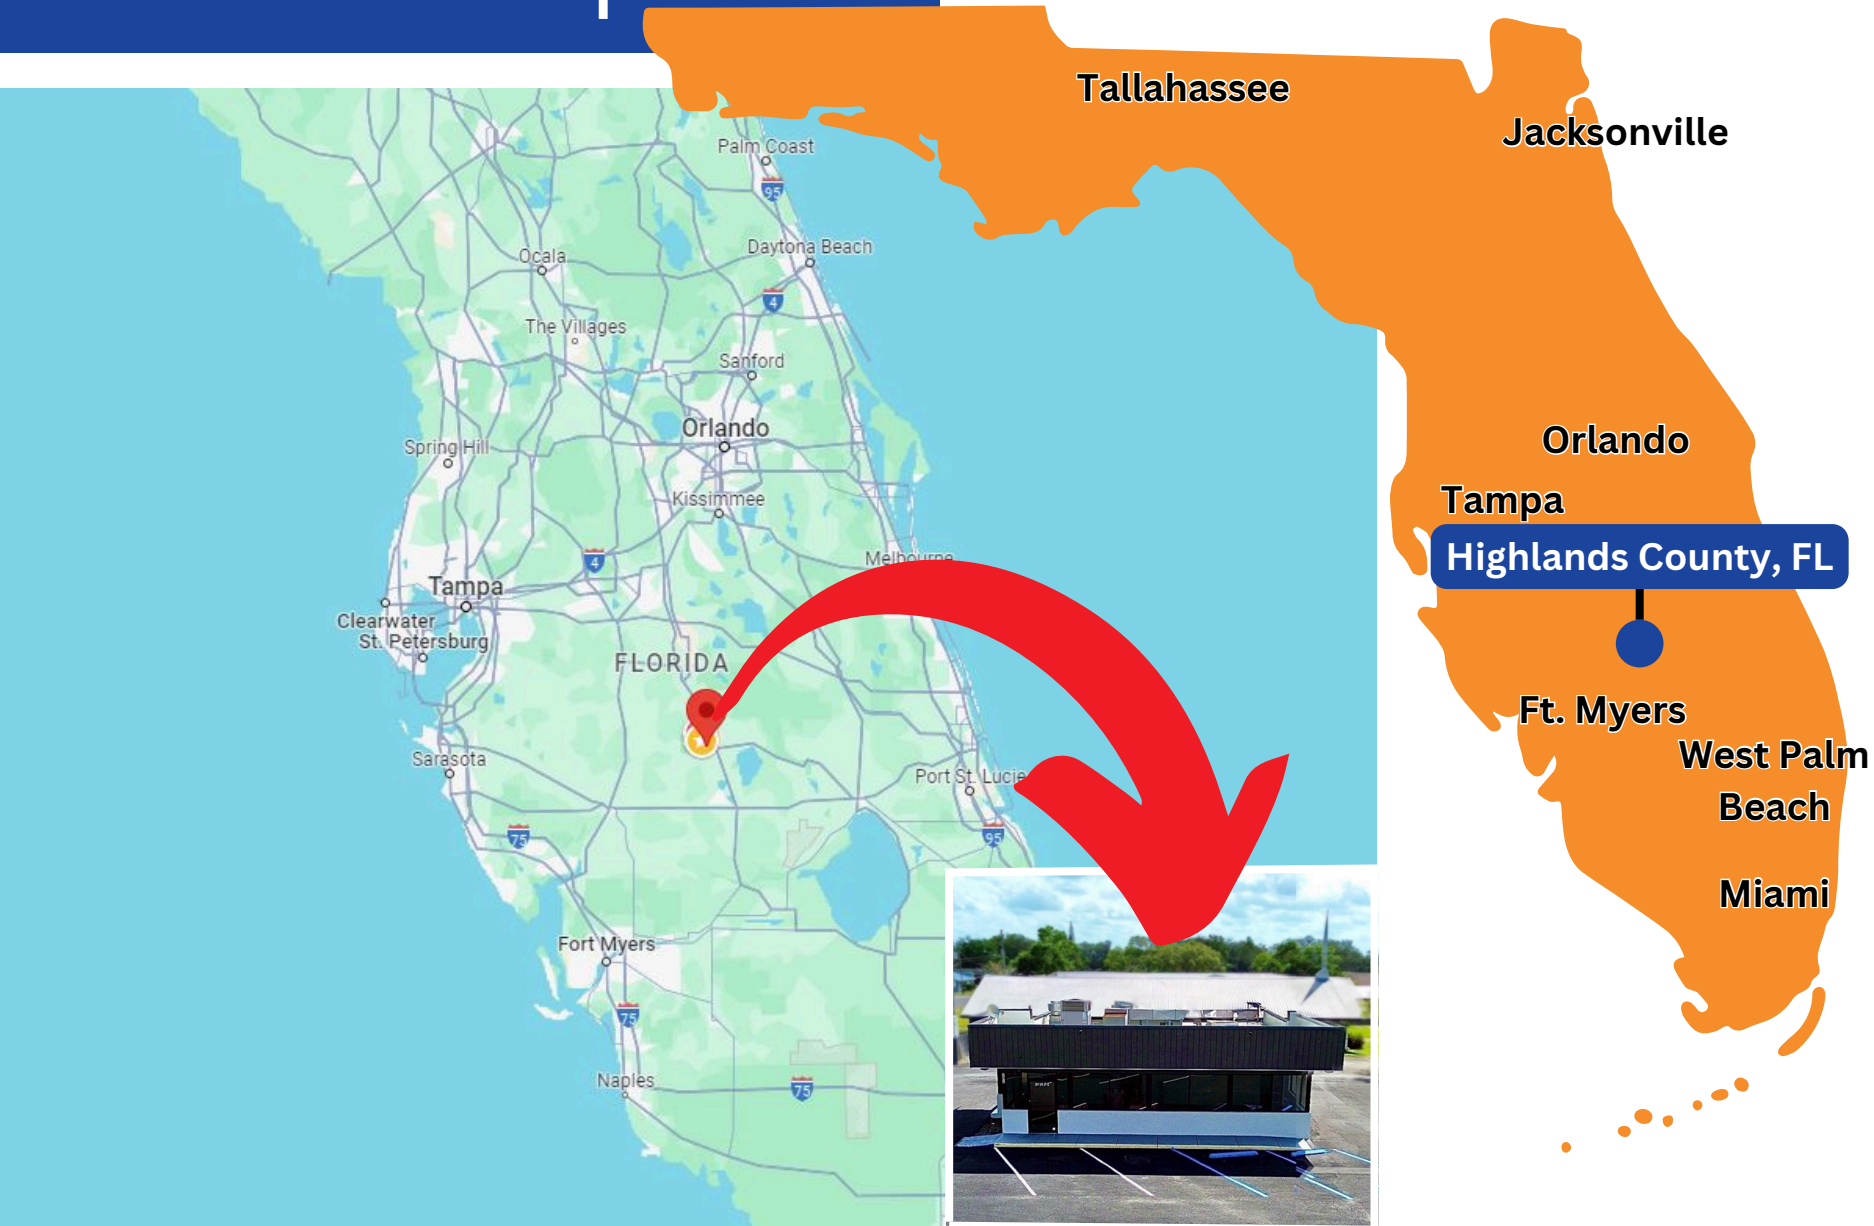 Tallahassee
Jacksonville
Palm Coast
95
Daytona Beach
Ocala
4
The Villages
Sanford
Orlando
Orlando
Spring Hill
Kissimmee
Tampa
Highlands County, FL
Melbourne
4
Tampa
Clearwater
St. Petersburg
FLORIDA
Ft. Myers
West Palm
Beach
Sarasota
Port St. Lucie
75
95
Miami
Fort Myers
75
Naples
75